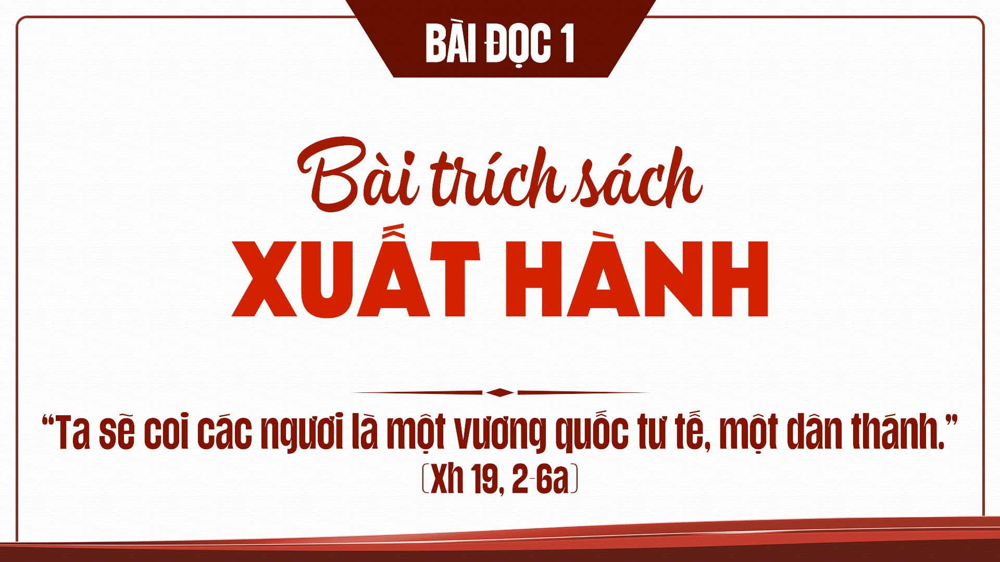 BÀI ĐỌC 1
Bài trích sách
XUẤT HÀNH
“Ta sẽ coi các ngươi là một vương quốc tư tế, một dân thánh.”
(Xh 19, 2-6a)